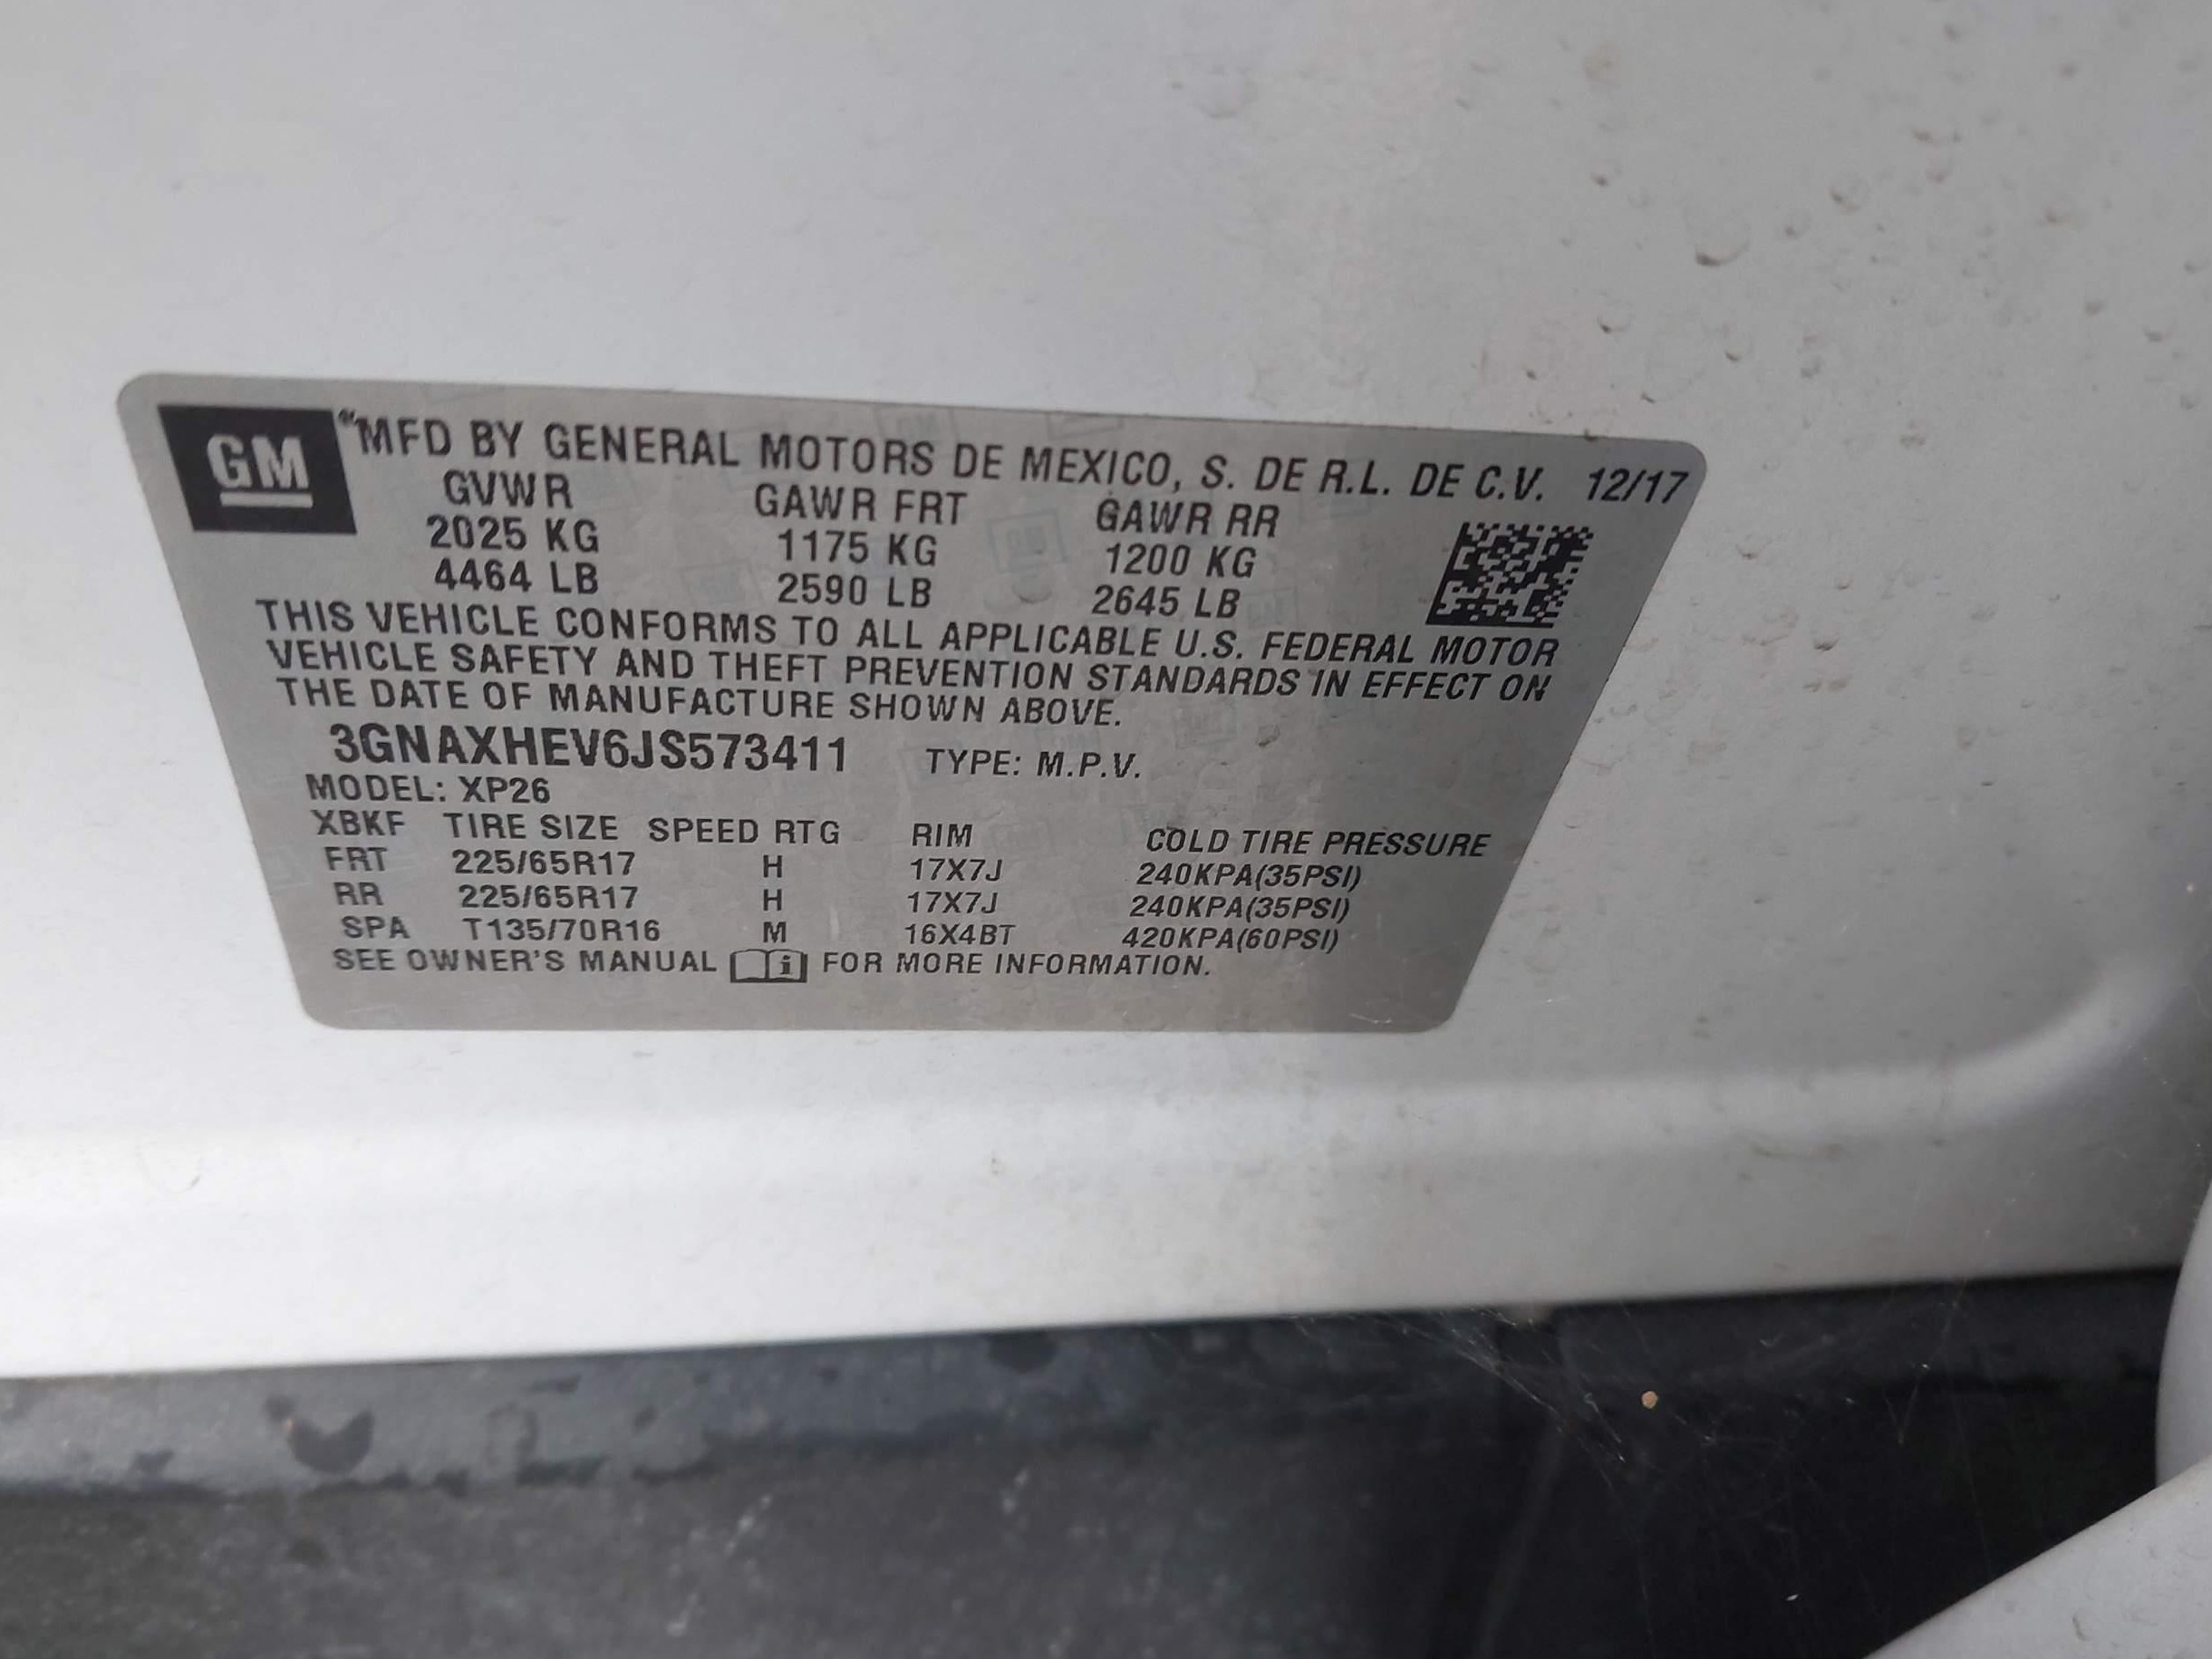 GM
MFD BY GENERAL MOTORS DE MEXICO, S. DE R.L. DE C.V. 12/17
GVWR GAWR FRT GAWR RR
2025 KG 1175 KG 1200 KG
4464 LB 2590 LB 2645 LB
THIS VEHICLE CONFORMS TO ALL APPLICABLE U.S. FEDERAL MOTOR
VEHICLE SAFETY AND THEFT PREVENTION STANDARDS IN EFFECT ON
THE DATE OF MANUFACTURE SHOWN ABOVE.
3GNAXHEV6JS573411 TYPE: M.P.V.
MODEL: XP26
XBKF TIRE SIZE SPEED RTG RIM COLD TIRE PRESSURE
FRT 225/65R17 H 17X7J 240KPA(35PSI)
RR 225/65R17 H 17X7J 240KPA(35PSI)
SPA T135/70R16 M 16X4BT 420KPA(60PSI)
SEE OWNER'S MANUAL i FOR MORE INFORMATION.